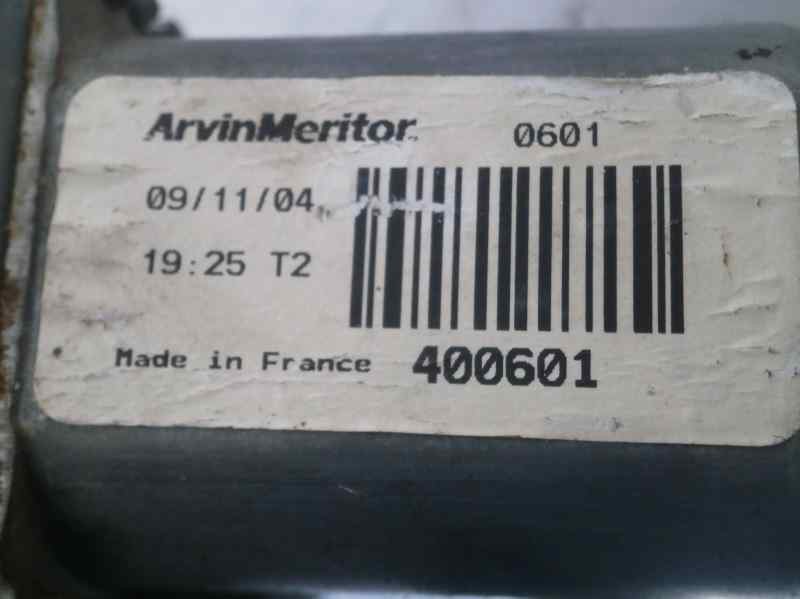 ArvinMeritor 0601
09/11/04
19:25 T2
Made in France 400601